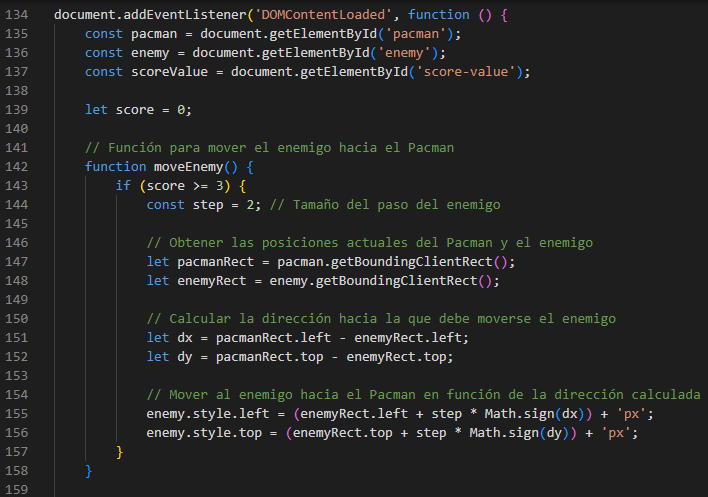 134 document.addEventListener('DOMContentLoaded', function () {
135     const pacman = document.getElementById('pacman');
136     const enemy = document.getElementById('enemy');
137     const scoreValue = document.getElementById('score-value');
138
139     let score = 0;
140
141     // Función para mover el enemigo hacia el Pacman
142     function moveEnemy() {
143         if (score >= 3) {
144             const step = 2; // Tamaño del paso del enemigo
145
146             // Obtener las posiciones actuales del Pacman y el enemigo
147             let pacmanRect = pacman.getBoundingClientRect();
148             let enemyRect = enemy.getBoundingClientRect();
149
150             // Calcular la dirección hacia la que debe moverse el enemigo
151             let dx = pacmanRect.left - enemyRect.left;
152             let dy = pacmanRect.top - enemyRect.top;
153
154             // Mover al enemigo hacia el Pacman en función de la dirección calculada
155             enemy.style.left = (enemyRect.left + step * Math.sign(dx)) + 'px';
156             enemy.style.top = (enemyRect.top + step * Math.sign(dy)) + 'px';
157         }
158     }
159